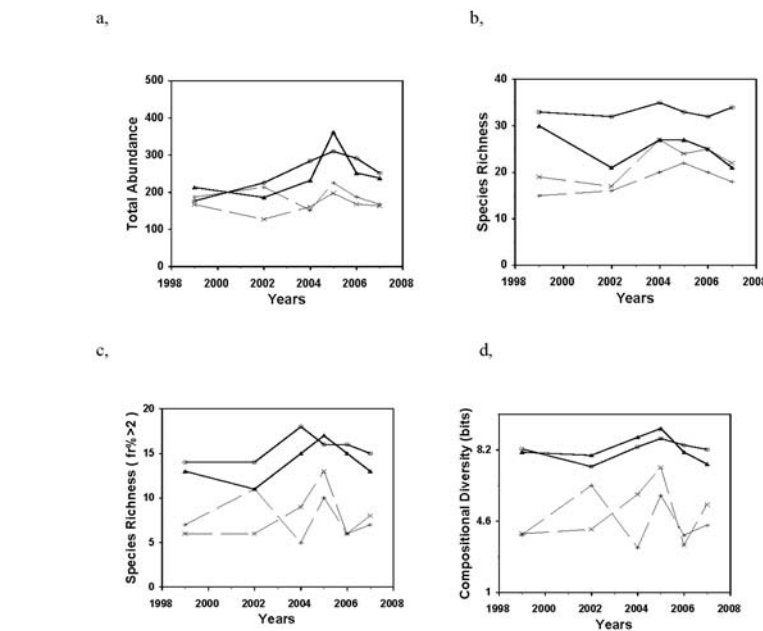 a,
b,
500
400
300
200
100
0
Total Abundance
1998 2000 2002 2004 2006 2008
Years
40
30
20
10
0
Species Richness
1998 2000 2002 2004 2006 2008
Years
c,
d,
20
15
10
5
0
Species Richness ( fr%>2 )
1998 2000 2002 2004 2006 2008
Years
8.2
4.6
1
Compositional Diversity (bits)
1998 2000 2002 2004 2006 2008
Years